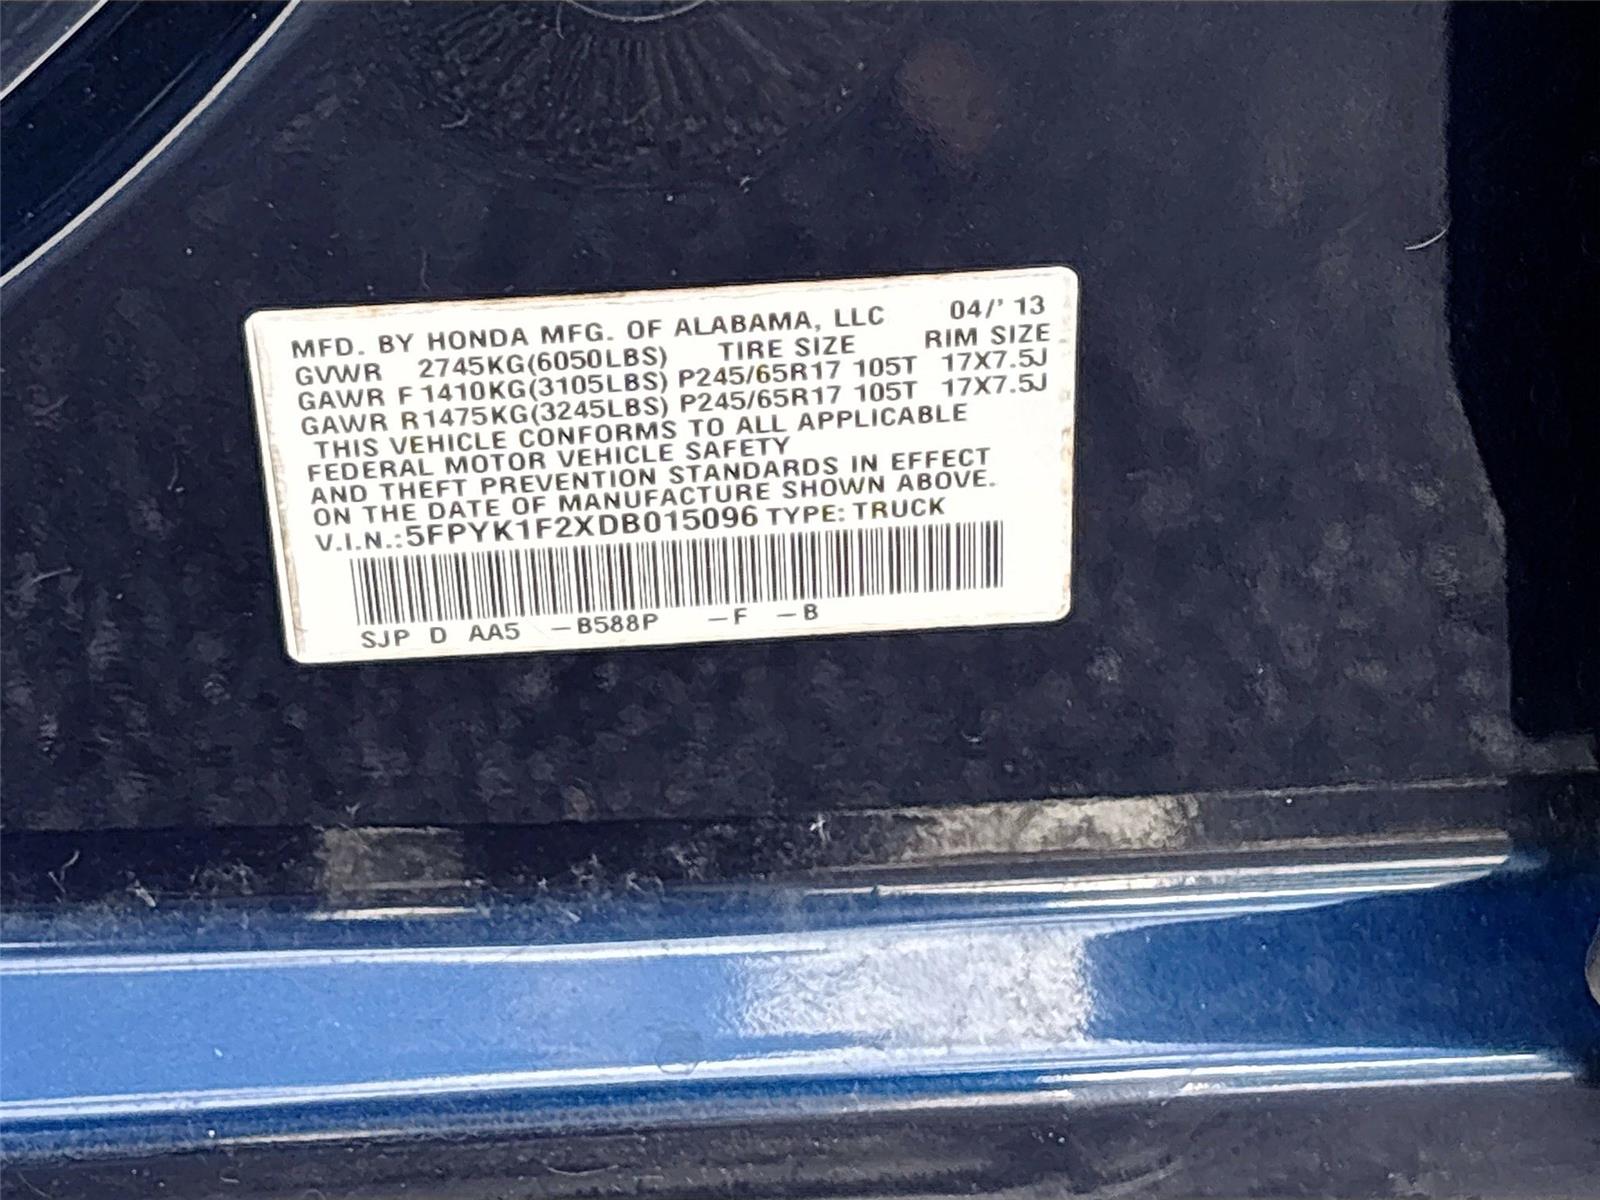 MFD. BY HONDA MFG. OF ALABAMA, LLC 04/' 13
GVWR 2745KG(6050LBS) TIRE SIZE RIM SIZE
GAWR F 1410KG(3105LBS) P245/65R17 105T 17X7.5J
GAWR R 1475KG(3245LBS) P245/65R17 105T 17X7.5J
THIS VEHICLE CONFORMS TO ALL APPLICABLE
FEDERAL MOTOR VEHICLE SAFETY
AND THEFT PREVENTION STANDARDS IN EFFECT
ON THE DATE OF MANUFACTURE SHOWN ABOVE.
V.I.N.:5FPYK1F2XDB015096 TYPE: TRUCK
SJP D AA5 -B588P -F -B